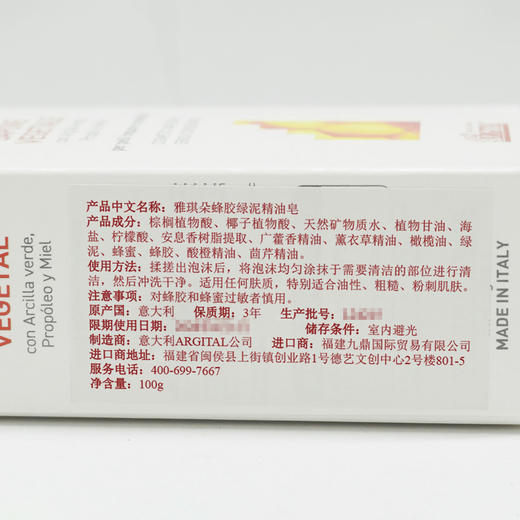 产品中文名称:雅琪朵蜂胶绿泥精油皂
产品成分:棕榈植物酸、椰子植物酸、天然矿物质水、植物甘油、海
盐、柠檬酸、安息香树脂提取、广藿香精油、薰衣草精油、橄榄油、绿
泥、蜂蜜、蜂胶、酸橙精油、茴芹精油
使用方法:揉搓出泡沫后,将泡沫均匀涂抹于需要清洁的部位进行清
洁,然后冲洗干净。适用任何肤质,特别适合油性、粗糙、粉刺肌肤。
注意事项:对蜂胶和蜂蜜过敏者慎用。
原产国:意大利 保质期:3年 生产批号:
限期使用日期: 储存条件:室内避光
制造商:意大利ARGITAL公司 进口商:福建九鼎国际贸易有限公司
进口商地址:福建省闽侯县上街镇创业路1号德艺文创中心2号楼801-5
服务电话:400-699-7667
净含量:100g
VEGETAL
con Arcilla verde,
Propóleo y Miel
MADE IN ITALY